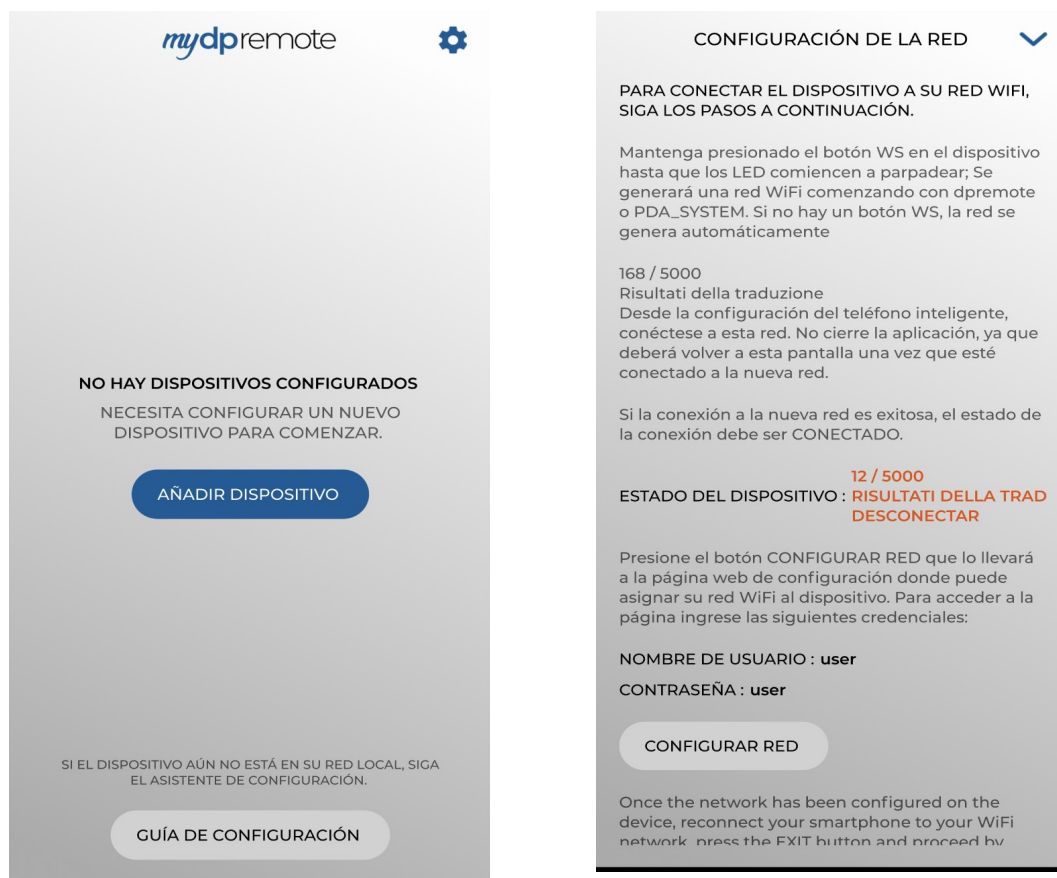 mydpremote
NO HAY DISPOSITIVOS CONFIGURADOS
NECESITA CONFIGURAR UN NUEVO
DISPOSITIVO PARA COMENZAR.
AÑADIR DISPOSITIVO
SI EL DISPOSITIVO AÚN NO ESTÁ EN SU RED LOCAL, SIGA
EL ASISTENTE DE CONFIGURACIÓN.
GUÍA DE CONFIGURACIÓN
CONFIGURACIÓN DE LA RED
PARA CONECTAR EL DISPOSITIVO A SU RED WIFI,
SIGA LOS PASOS A CONTINUACIÓN.
Mantenga presionado el botón WS en el dispositivo
hasta que los LED comiencen a parpadear; Se
generará una red WiFi comenzando con dpremote
o PDA_SYSTEM. Si no hay un botón WS, la red se
genera automáticamente
168 / 5000
Risultati della traduzione
Desde la configuración del teléfono inteligente,
conéctese a esta red. No cierre la aplicación, ya que
deberá volver a esta pantalla una vez que esté
conectado a la nueva red.
Si la conexión a la nueva red es exitosa, el estado de
la conexión debe ser CONECTADO.
12 / 5000
ESTADO DEL DISPOSITIVO : RISULTATI DELLA TRAD
DESCONECTAR
Presione el botón CONFIGURAR RED que lo llevará
a la página web de configuración donde puede
asignar su red WiFi al dispositivo. Para acceder a la
página ingrese las siguientes credenciales:
NOMBRE DE USUARIO : user
CONTRASEÑA : user
CONFIGURAR RED
Once the network has been configured on the
device, reconnect your smartphone to your WiFi
network, press the EXIT button and proceed by